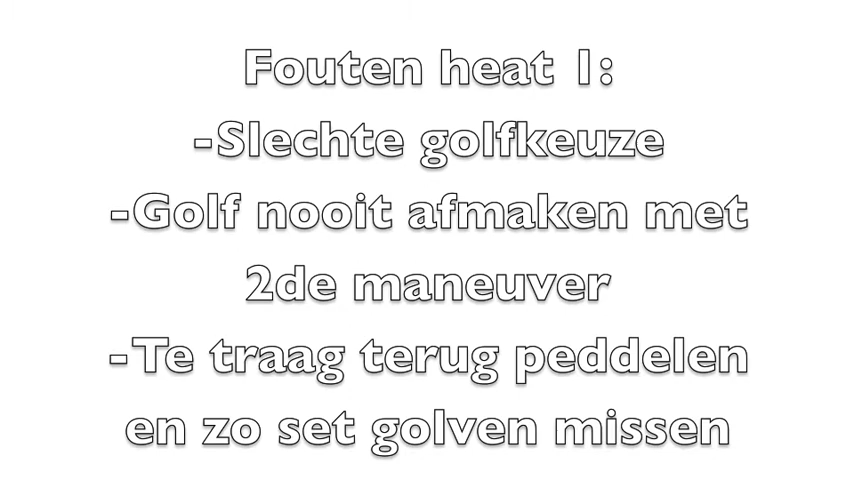 Fouten heat 1:
-Slechte golfkeuze
-Golf nooit afmaken met
2de maneuver
-Te traag terug peddelen
en zo set golven missen